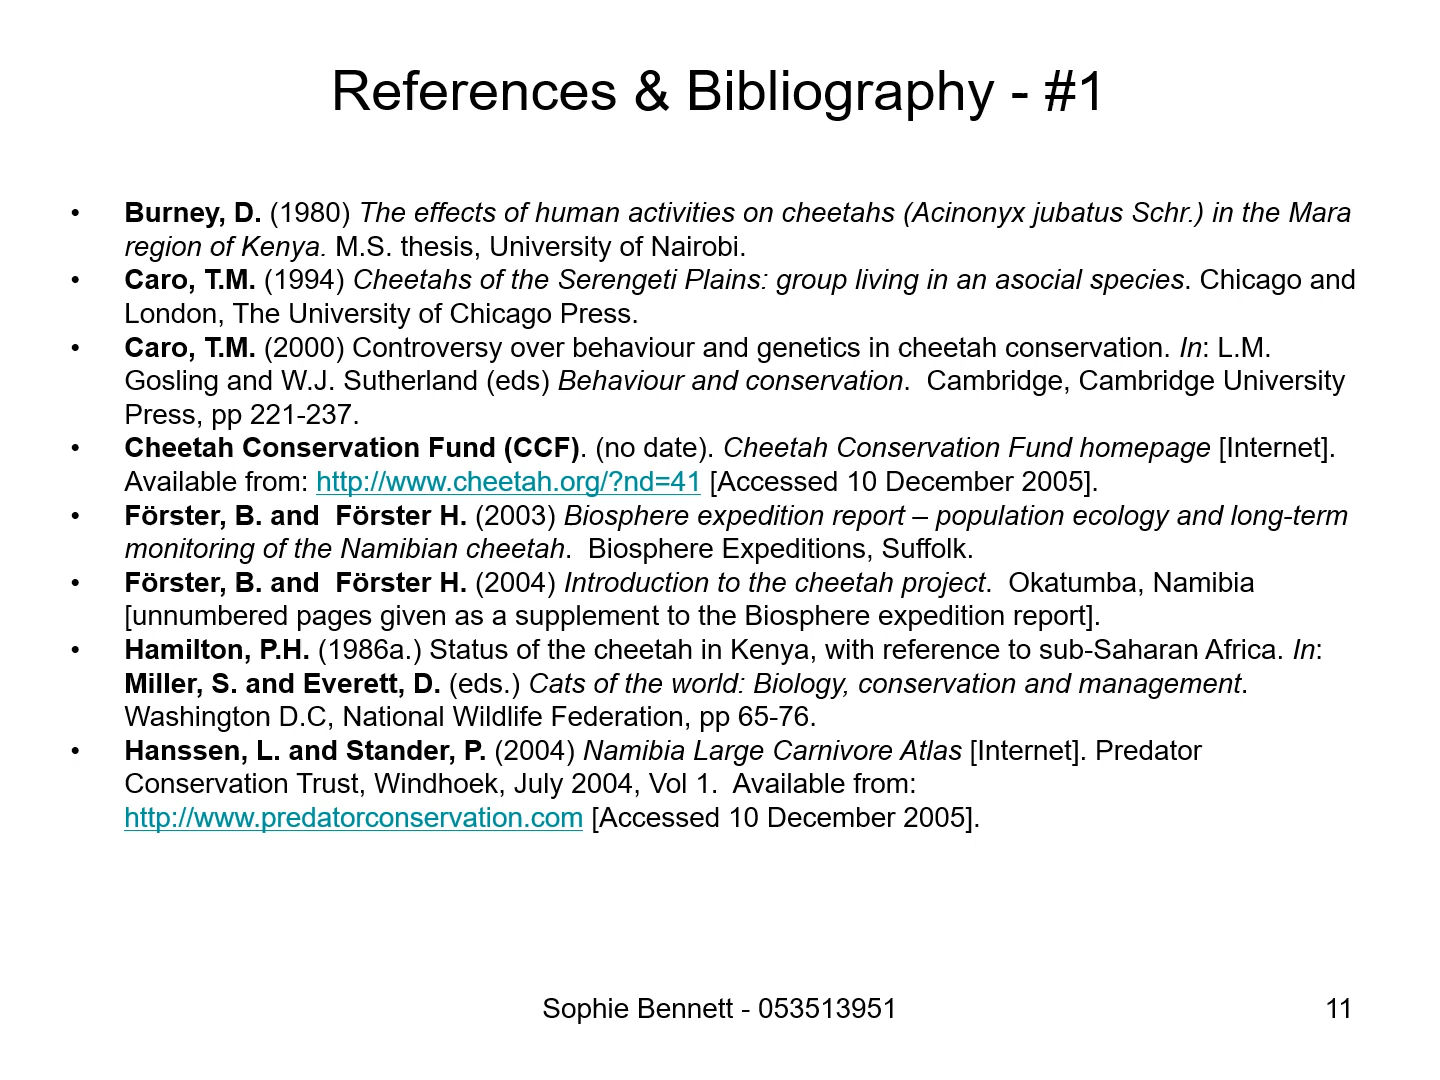 References & Bibliography - #1
• Burney, D. (1980) The effects of human activities on cheetahs (Acinonyx jubatus Schr.) in the Mara
region of Kenya. M.S. thesis, University of Nairobi.
• Caro, T.M. (1994) Cheetahs of the Serengeti Plains: group living in an asocial species. Chicago and
London, The University of Chicago Press.
• Caro, T.M. (2000) Controversy over behaviour and genetics in cheetah conservation. In: L.M.
Gosling and W.J. Sutherland (eds) Behaviour and conservation.  Cambridge, Cambridge University
Press, pp 221-237.
• Cheetah Conservation Fund (CCF). (no date). Cheetah Conservation Fund homepage [Internet].
Available from: http://www.cheetah.org/?nd=41 [Accessed 10 December 2005].
• Förster, B. and  Förster H. (2003) Biosphere expedition report – population ecology and long-term
monitoring of the Namibian cheetah.  Biosphere Expeditions, Suffolk.
• Förster, B. and  Förster H. (2004) Introduction to the cheetah project.  Okatumba, Namibia
[unnumbered pages given as a supplement to the Biosphere expedition report].
• Hamilton, P.H. (1986a.) Status of the cheetah in Kenya, with reference to sub-Saharan Africa. In:
Miller, S. and Everett, D. (eds.) Cats of the world: Biology, conservation and management.
Washington D.C, National Wildlife Federation, pp 65-76.
• Hanssen, L. and Stander, P. (2004) Namibia Large Carnivore Atlas [Internet]. Predator
Conservation Trust, Windhoek, July 2004, Vol 1.  Available from:
http://www.predatorconservation.com [Accessed 10 December 2005].
Sophie Bennett - 053513951
11